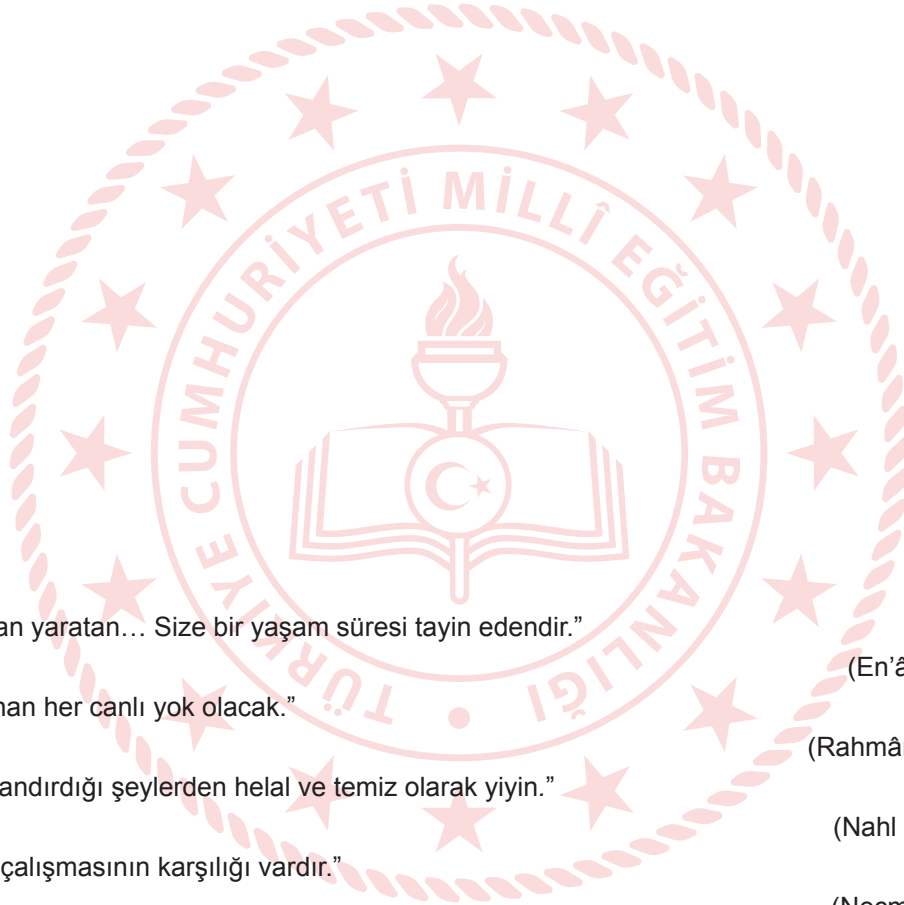 TÜRKİYE CUMHURİYETİ MİLLÎ EĞİTİM BAKANLIĞI
an yaratan… Size bir yaşam süresi tayin edendir.”
(En’â
nan her canlı yok olacak.”
(Rahmân
andırdığı şeylerden helal ve temiz olarak yiyin.”
(Nahl
çalışmasının karşılığı vardır.”